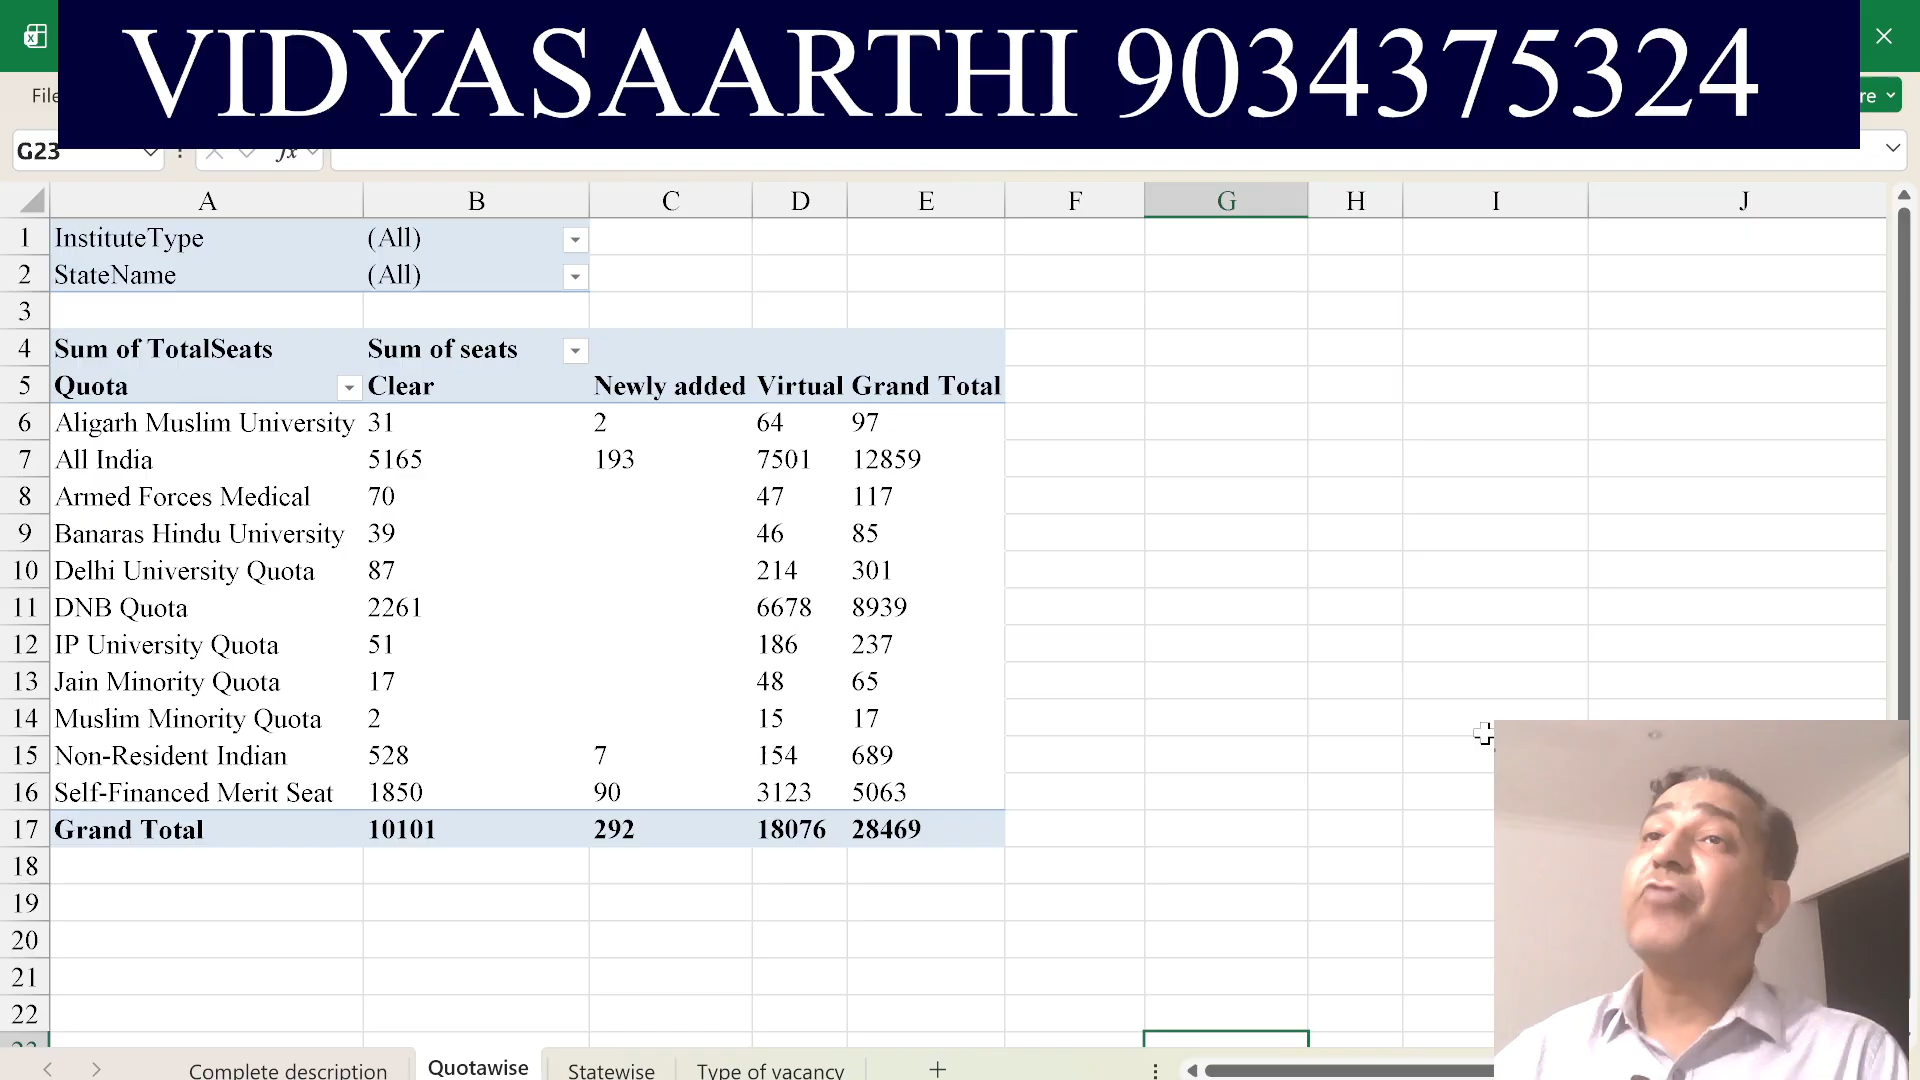 VIDYASAARTHI 9034375324
File
re
G23
fx
A B C D E F G H I J
1 InstituteType (All)
2 StateName (All)
3
4 Sum of TotalSeats Sum of seats
5 Quota Clear Newly added Virtual Grand Total
6 Aligarh Muslim University 31 2 64 97
7 All India 5165 193 7501 12859
8 Armed Forces Medical 70 47 117
9 Banaras Hindu University 39 46 85
10 Delhi University Quota 87 214 301
11 DNB Quota 2261 6678 8939
12 IP University Quota 51 186 237
13 Jain Minority Quota 17 48 65
14 Muslim Minority Quota 2 15 17
15 Non-Resident Indian 528 7 154 689
16 Self-Financed Merit Seat 1850 90 3123 5063
17 Grand Total 10101 292 18076 28469
18
19
20
21
22
23
Complete description Quotawise Statewise Type of vacancy